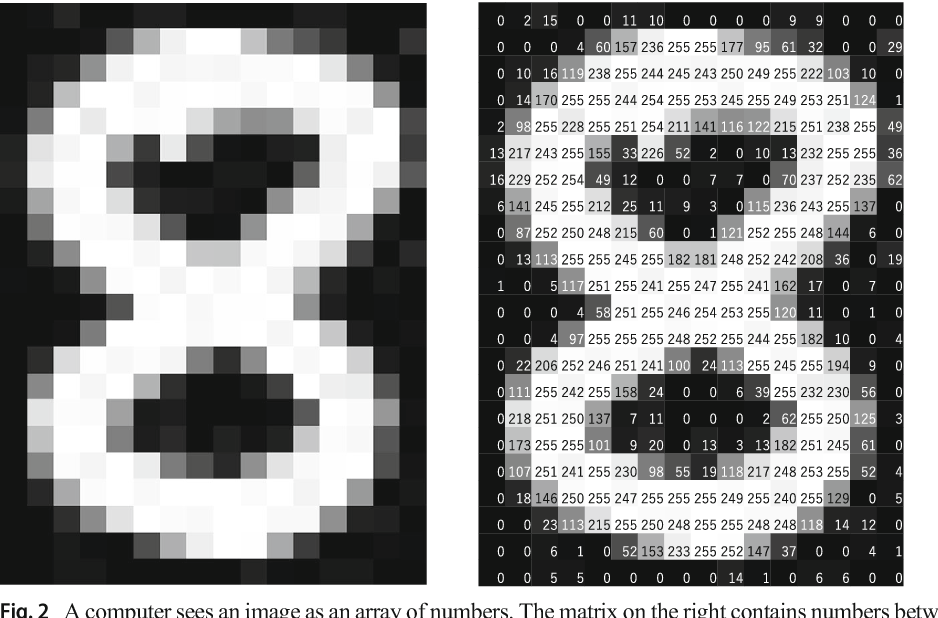 0 2 15 0 0 11 10 0 0 0 0 9 9 0 0 0
0 0 0 4 60 157 236 255 255 177 95 61 32 0 0 29
0 10 16 119 238 255 244 245 243 250 249 255 222 103 10 0
0 14 170 255 255 244 254 255 253 245 255 249 253 251 124 1
2 98 255 228 255 251 254 211 141 116 122 215 251 238 255 49
13 217 243 255 155 33 226 52 2 0 10 13 232 255 255 36
16 229 252 254 49 12 0 0 7 7 0 70 237 252 235 62
6 141 245 255 212 25 11 9 3 0 115 236 243 255 137 0
0 87 252 250 248 215 60 0 1 121 252 255 248 144 6 0
0 13 113 255 255 245 255 182 181 248 252 242 208 36 0 19
1 0 5 117 251 255 241 255 247 255 241 162 17 0 7 0
0 0 0 4 58 251 255 246 254 253 255 120 11 0 1 0
0 0 4 97 255 255 255 248 252 255 244 255 182 10 0 4
0 22 206 252 246 251 241 100 24 113 255 245 255 194 9 0
0 111 255 242 255 158 24 0 0 6 39 255 232 230 56 0
0 218 251 250 137 7 11 0 0 0 2 62 255 250 125 3
0 173 255 255 101 9 20 0 13 3 13 182 251 245 61 0
0 107 251 241 255 230 98 55 19 118 217 248 253 255 52 4
0 18 146 250 255 247 255 255 255 249 255 240 255 129 0 5
0 0 23 113 215 255 250 248 255 255 248 248 118 14 12 0
0 0 6 1 0 52 153 233 255 252 147 37 0 0 4 1
0 0 5 5 0 0 0 0 0 14 1 0 6 6 0 0
Fig. 2 A computer sees an image as an array of numbers. The matrix on the right contains numbers betw